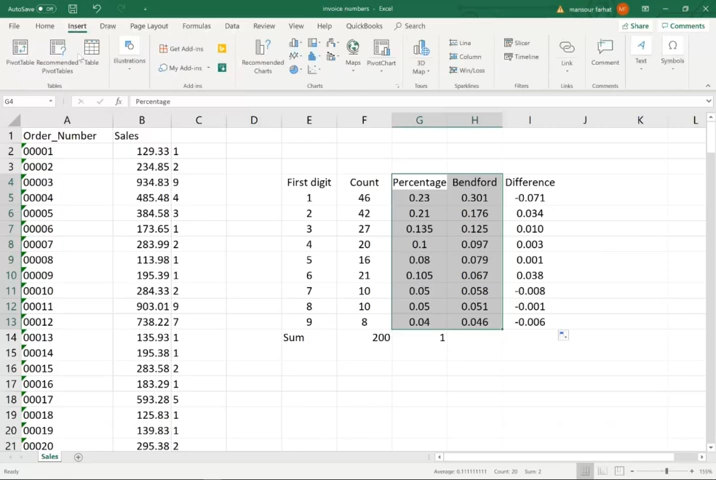 AutoSave Off invoice numbers - Excel mansour farhat MF
File Home Insert Draw Page Layout Formulas Data Review View Help QuickBooks Search Share Comments
PivotTable Recommended PivotTables Table Illustrations Get Add-ins My Add-ins Recommended Charts Maps PivotChart 3D Map Line Column Win/Loss Slicer Timeline Link Comment Text Symbols
Tables Add-ins Charts Tours Sparklines Filters Links Comments
G4 fx Percentage
A B C D E F G H I J K L
1 Order_Number Sales
2 00001 129.33 1
3 00002 234.85 2
4 00003 934.83 9 First digit Count Percentage Bendford Difference
5 00004 485.48 4 1 46 0.23 0.301 -0.071
6 00005 384.58 3 2 42 0.21 0.176 0.034
7 00006 173.65 1 3 27 0.135 0.125 0.010
8 00007 283.99 2 4 20 0.1 0.097 0.003
9 00008 113.98 1 5 16 0.08 0.079 0.001
10 00009 195.39 1 6 21 0.105 0.067 0.038
11 00010 284.33 2 7 10 0.05 0.058 -0.008
12 00011 903.01 9 8 10 0.05 0.051 -0.001
13 00012 738.22 7 9 8 0.04 0.046 -0.006
14 00013 135.93 1 Sum 200 1
15 00014 195.38 1
16 00015 283.58 2
17 00016 183.29 1
18 00017 593.28 5
19 00018 125.83 1
20 00019 139.83 1
21 00020 295.38 2
Sales
Ready Average: 0.111111111 Count: 20 Sum: 2 155%